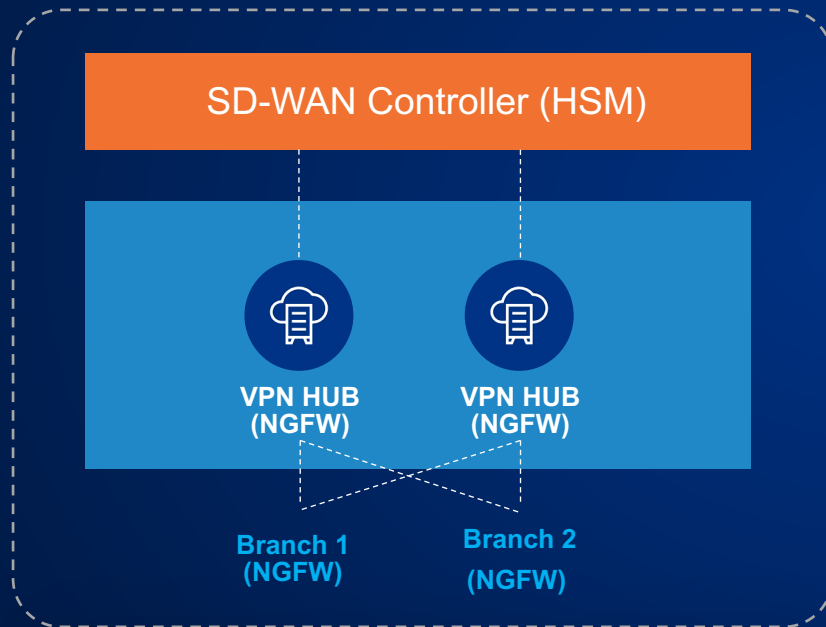 SD-WAN Controller (HSM)
VPN HUB
(NGFW)
VPN HUB
(NGFW)
Branch 1
(NGFW)
Branch 2
(NGFW)